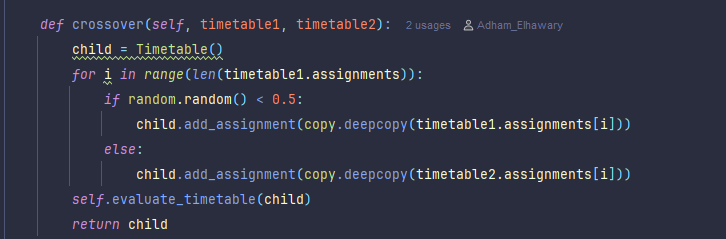 def crossover(self, timetable1, timetable2): 2 usages Adham_Elhawary
    child = Timetable()
    for i in range(len(timetable1.assignments)):
        if random.random() < 0.5:
            child.add_assignment(copy.deepcopy(timetable1.assignments[i]))
        else:
            child.add_assignment(copy.deepcopy(timetable2.assignments[i]))
    self.evaluate_timetable(child)
    return child